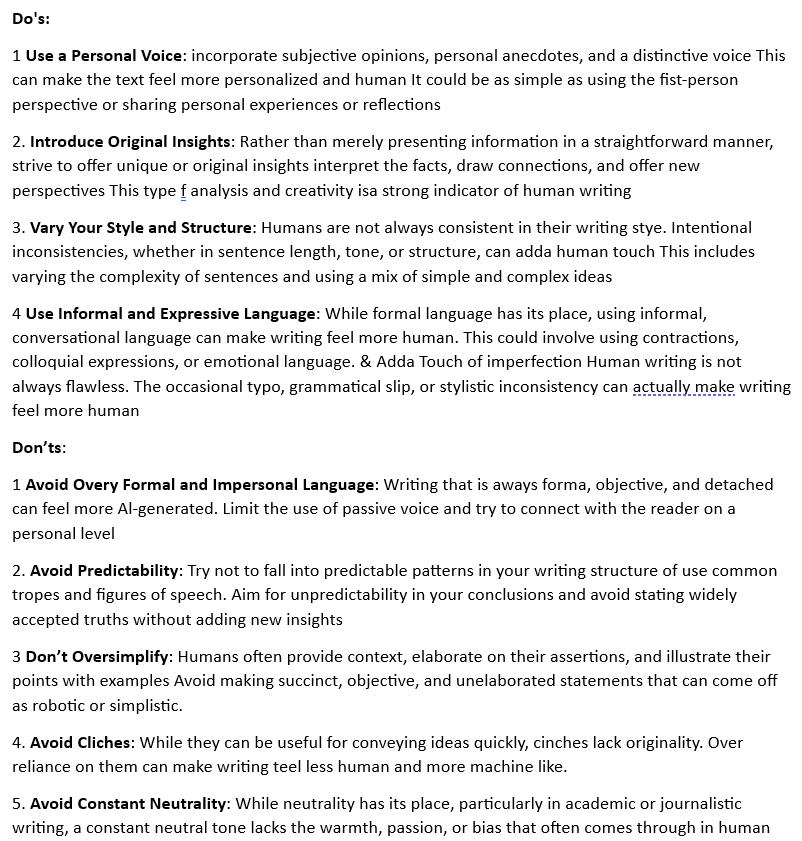 Do's:
1 Use a Personal Voice: incorporate subjective opinions, personal anecdotes, and a distinctive voice This
can make the text feel more personalized and human It could be as simple as using the fist-person
perspective or sharing personal experiences or reflections
2. Introduce Original Insights: Rather than merely presenting information in a straightforward manner,
strive to offer unique or original insights interpret the facts, draw connections, and offer new
perspectives This type f analysis and creativity isa strong indicator of human writing
3. Vary Your Style and Structure: Humans are not always consistent in their writing stye. Intentional
inconsistencies, whether in sentence length, tone, or structure, can adda human touch This includes
varying the complexity of sentences and using a mix of simple and complex ideas
4 Use Informal and Expressive Language: While formal language has its place, using informal,
conversational language can make writing feel more human. This could involve using contractions,
colloquial expressions, or emotional language. & Adda Touch of imperfection Human writing is not
always flawless. The occasional typo, grammatical slip, or stylistic inconsistency can actually make writing
feel more human
Don’ts:
1 Avoid Overy Formal and Impersonal Language: Writing that is aways forma, objective, and detached
can feel more Al-generated. Limit the use of passive voice and try to connect with the reader on a
personal level
2. Avoid Predictability: Try not to fall into predictable patterns in your writing structure of use common
tropes and figures of speech. Aim for unpredictability in your conclusions and avoid stating widely
accepted truths without adding new insights
3 Don’t Oversimplify: Humans often provide context, elaborate on their assertions, and illustrate their
points with examples Avoid making succinct, objective, and unelaborated statements that can come off
as robotic or simplistic.
4. Avoid Cliches: While they can be useful for conveying ideas quickly, cinches lack originality. Over
reliance on them can make writing teel less human and more machine like.
5. Avoid Constant Neutrality: While neutrality has its place, particularly in academic or journalistic
writing, a constant neutral tone lacks the warmth, passion, or bias that often comes through in human